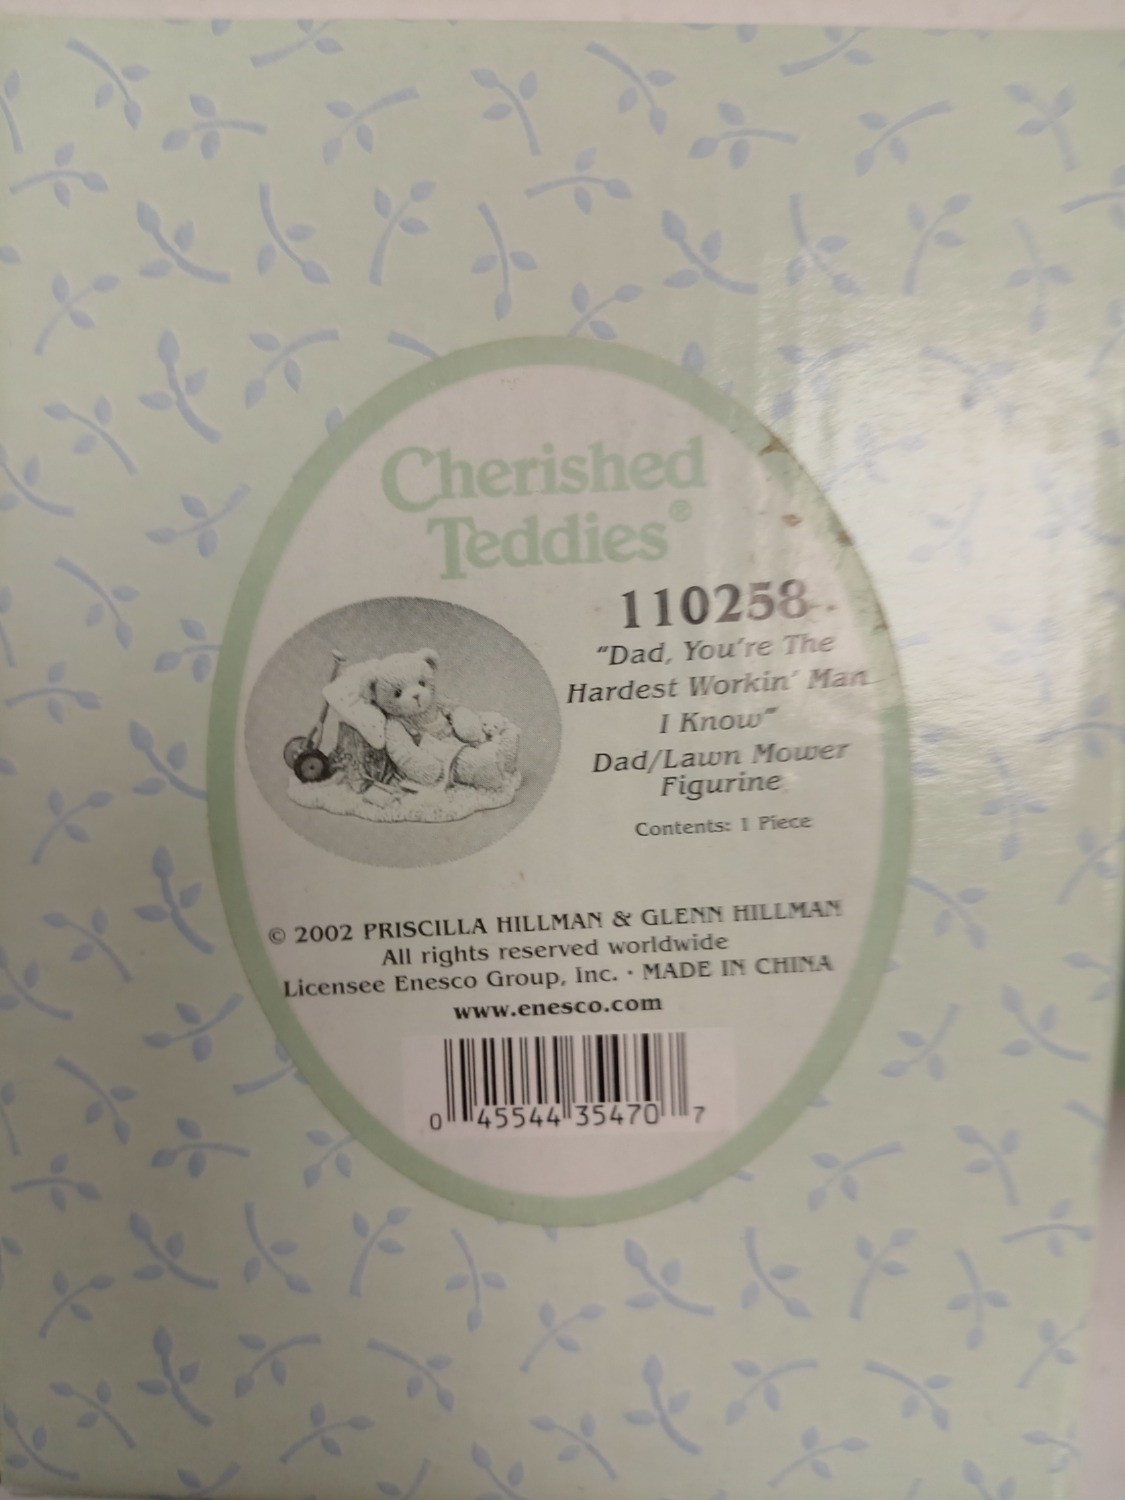 Cherished
Teddies®
110258
"Dad, You're The
Hardest Workin' Man
I Know"
Dad/Lawn Mower
Figurine
Contents: 1 Piece
© 2002 PRISCILLA HILLMAN & GLENN HILLMAN
All rights reserved worldwide
Licensee Enesco Group, Inc. · MADE IN CHINA
www.enesco.com
0 45544 35470 7